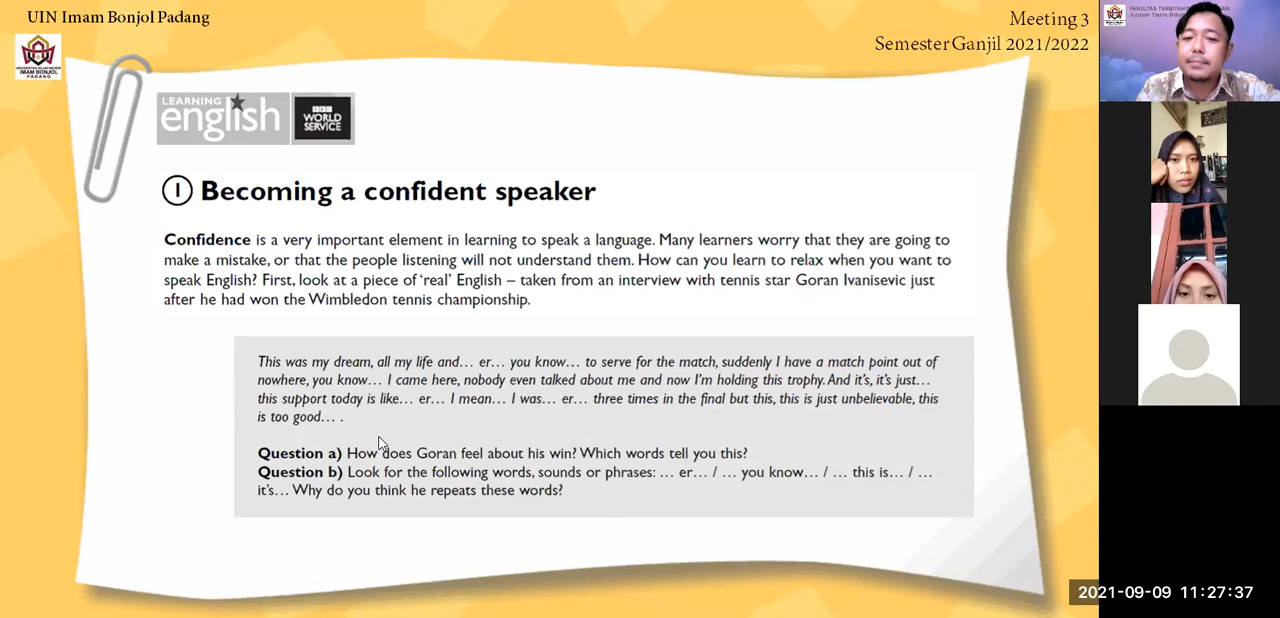 UIN Imam Bonjol Padang
Meeting 3
Semester Ganjil 2021/2022
UNIVERSITAS ISLAM NEGERI
IMAM BONJOL
PADANG
LEARNING
english
BBC
WORLD
SERVICE
1 Becoming a confident speaker
Confidence is a very important element in learning to speak a language. Many learners worry that they are going to
make a mistake, or that the people listening will not understand them. How can you learn to relax when you want to
speak English? First, look at a piece of ‘real’ English – taken from an interview with tennis star Goran Ivanisevic just
after he had won the Wimbledon tennis championship.
This was my dream, all my life and… er… you know… to serve for the match, suddenly I have a match point out of
nowhere, you know… I came here, nobody even talked about me and now I’m holding this trophy. And it’s, it’s just…
this support today is like… er… I mean… I was… er… three times in the final but this, this is just unbelievable, this
is too good… .
Question a) How does Goran feel about his win? Which words tell you this?
Question b) Look for the following words, sounds or phrases: … er… / … you know… / … this is… / …
it’s… Why do you think he repeats these words?
FAKULTAS TARBIYAH
Jurusan Tadris
2021-09-09 11:27:37